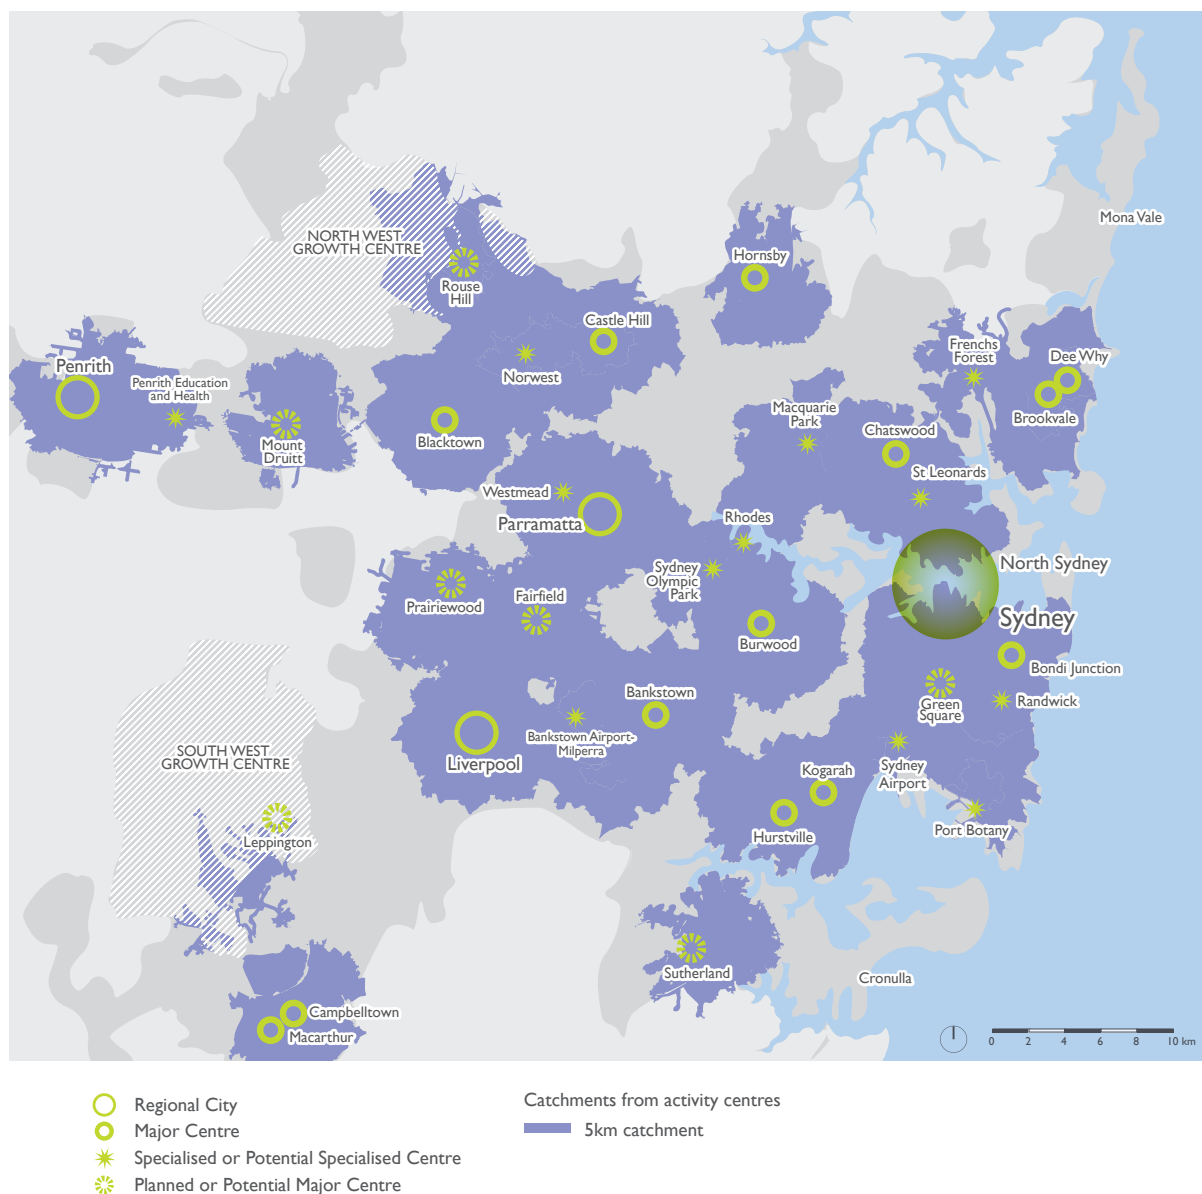 Mona Vale
NORTH WEST
GROWTH CENTRE
Hornsby
Rouse
Hill
Castle Hill
Norwest
Frenchs
Forest
Dee Why
Brookvale
Penrith
Penrith Education
and Health
Mount
Druitt
Blacktown
Macquarie
Park
Chatswood
St Leonards
Westmead
Parramatta
Rhodes
Sydney
Olympic
Park
North Sydney
Sydney
Prairiewood
Fairfield
Burwood
Bondi Junction
Randwick
Green
Square
Bankstown
Bankstown Airport-
Milperra
Liverpool
SOUTH WEST
GROWTH CENTRE
Sydney
Airport
Kogarah
Hurstville
Port Botany
Leppington
Sutherland
Cronulla
Campbelltown
Macarthur
0 2 4 6 8 10 km
Regional City
Major Centre
Specialised or Potential Specialised Centre
Planned or Potential Major Centre
Catchments from activity centres
5km catchment